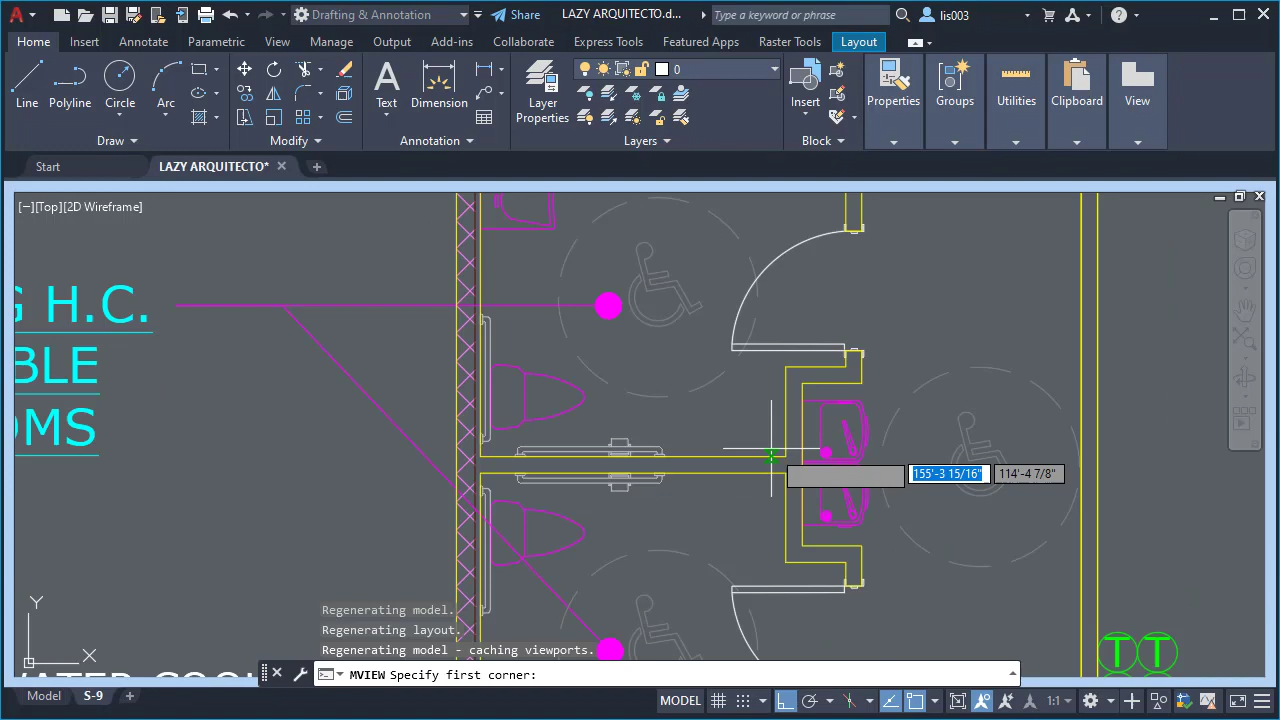 Drafting & Annotation
Share
LAZY ARQUITECTO.d...
Type a keyword or phrase
lis003
Home
Insert
Annotate
Parametric
View
Manage
Output
Add-ins
Collaborate
Express Tools
Featured Apps
Raster Tools
Layout
0
Line
Polyline
Circle
Arc
Text
Dimension
Layer
Properties
Insert
Properties
Groups
Utilities
Clipboard
View
Draw
Modify
Annotation
Layers
Block
Start
LAZY ARQUITECTO*
[−][Top][2D Wireframe]
G H.C.
BLE
OMS
155'-3 15/16"
114'-4 7/8"
Regenerating model.
Regenerating layout.
Regenerating model - caching viewports.
Y
X
T
T
MVIEW Specify first corner:
Model
S-9
MODEL
1:1